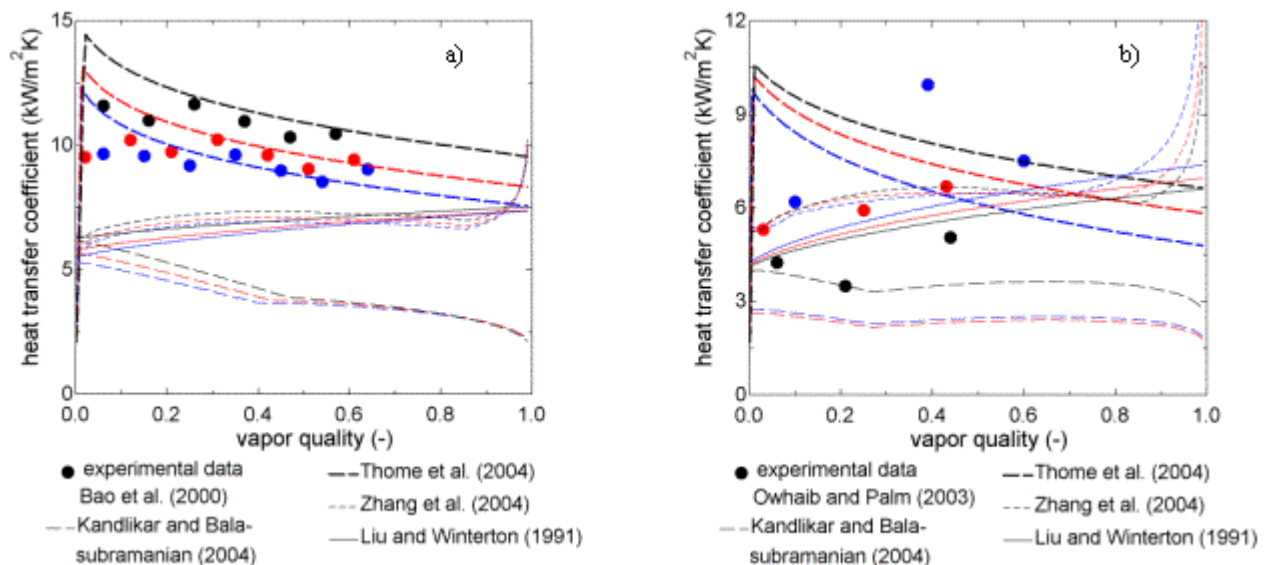 heat transfer coefficient (kW/m²K)
15
10
5
0
a)
0.0 0.2 0.4 0.6 0.8 1.0
vapor quality (-)
experimental data
Bao et al. (2000)
Kandlikar and Bala-
subramanian (2004)
Thome et al. (2004)
Zhang et al. (2004)
Liu and Winterton (1991)
heat transfer coefficient (kW/m²K)
12
9
6
3
0
b)
0.0 0.2 0.4 0.6 0.8 1.0
vapor quality (-)
experimental data
Owhaib and Palm (2003)
Kandlikar and Bala-
subramanian (2004)
Thome et al. (2004)
Zhang et al. (2004)
Liu and Winterton (1991)